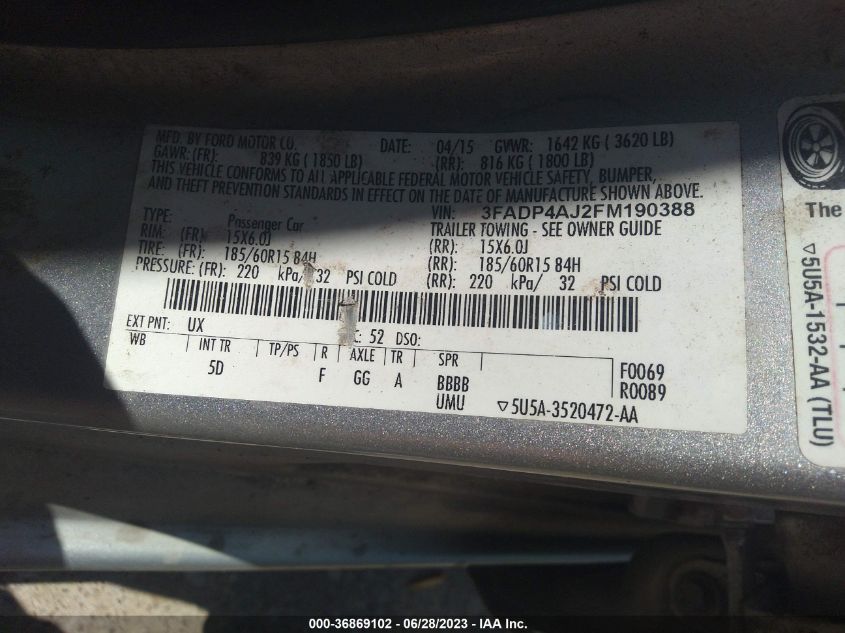 MFD. BY FORD MOTOR CO. DATE: 04/15 GVWR: 1642 KG ( 3620 LB)
GAWR: (FR): 839 KG ( 1850 LB) (RR): 816 KG ( 1800 LB)
THIS VEHICLE CONFORMS TO ALL APPLICABLE FEDERAL MOTOR VEHICLE SAFETY, BUMPER,
AND THEFT PREVENTION STANDARDS IN EFFECT ON THE DATE OF MANUFACTURE SHOWN ABOVE.
VIN: 3FADP4AJ2FM190388
TYPE: Passenger Car TRAILER TOWING - SEE OWNER GUIDE
RIM: (FR): 15X6.0J (RR): 15X6.0J
TIRE: (FR): 185/60R15 84H (RR): 185/60R15 84H
PRESSURE: (FR): 220 kPa/ 32 PSI COLD (RR): 220 kPa/ 32 PSI COLD
EXT PNT: UX : 52 DSO:
WB INT TR TP/PS R AXLE TR SPR
5D F GG A BBBB
UMU
F0069
R0089
▽5U5A-3520472-AA
The
▽5U5A-1532-AA (TLU)
000-36869102 - 06/28/2023 - IAA Inc.